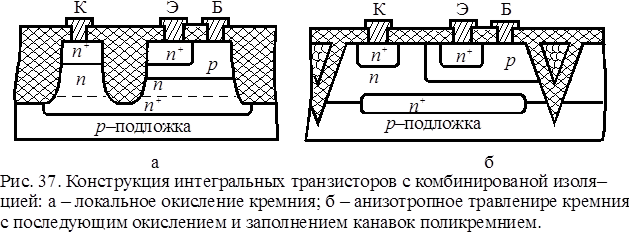 К Э Б К Э Б
n+ n+ p n+ n+ p
n n n
n+ n+
p–подложка p–подложка
а б
Рис. 37. Конструкция интегральных транзисторов с комбинированой изоля–
цией: а – локальное окисление кремния; б – анизотропное травленире кремния
с последующим окислением и заполнением канавок поликремнием.